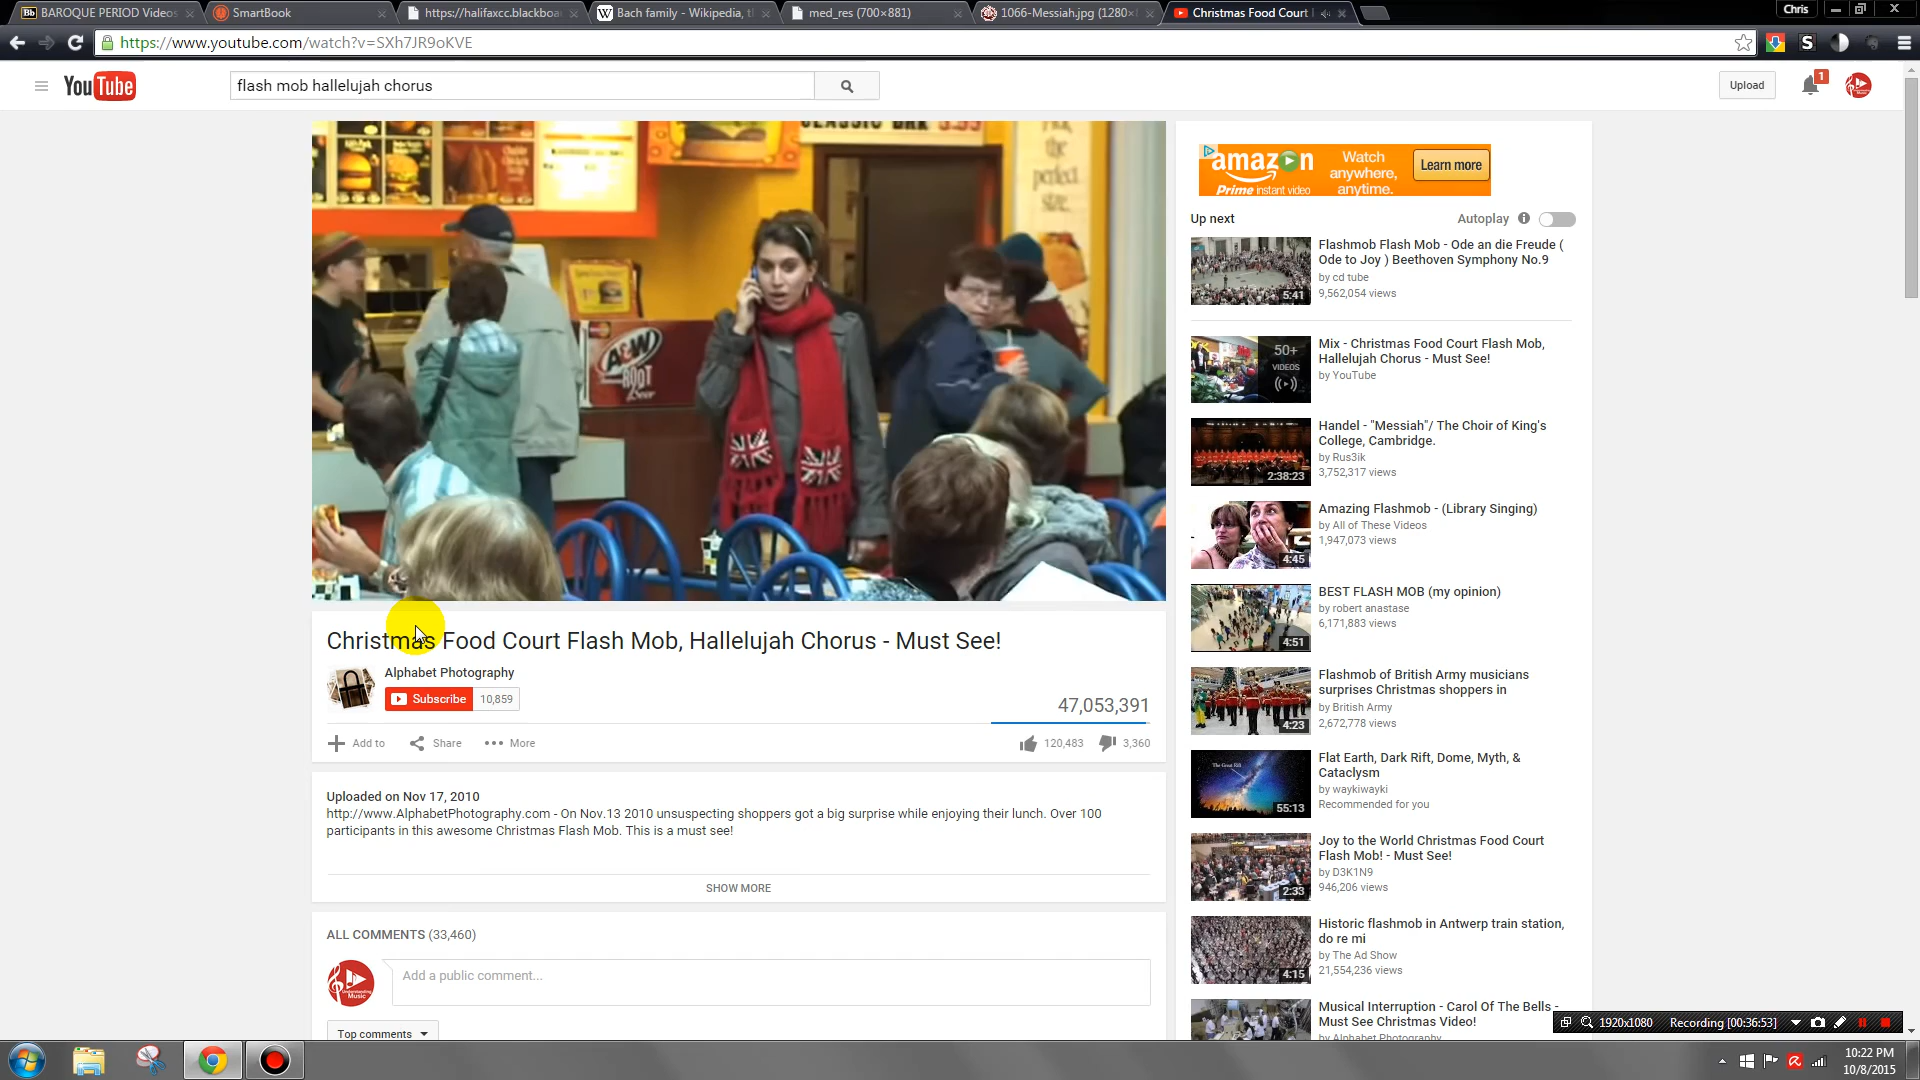 BAROQUE PERIOD Videos
SmartBook
https://halifaxcc.blackboa
Bach family - Wikipedia, t
med_res (700×881)
1066-Messiah.jpg (1280×
Christmas Food Court
Chris
https://www.youtube.com/watch?v=SXh7JR9oKVE
YouTube
flash mob hallelujah chorus
Upload
1
CLASSIC
perfect
size
A&W
ROOT
Beer
amazon
Prime instant video
Watch
anywhere,
anytime.
Learn more
Up next
Autoplay
Flashmob Flash Mob - Ode an die Freude (
Ode to Joy ) Beethoven Symphony No.9
by cd tube
9,562,054 views
5:41
Mix - Christmas Food Court Flash Mob,
Hallelujah Chorus - Must See!
by YouTube
50+
VIDEOS
Handel - "Messiah"/ The Choir of King's
College, Cambridge.
by Rus3ik
3,752,317 views
2:38:23
Amazing Flashmob - (Library Singing)
by All of These Videos
1,947,073 views
4:45
BEST FLASH MOB (my opinion)
by robert anastase
6,171,883 views
4:51
Flashmob of British Army musicians
surprises Christmas shoppers in
by British Army
2,672,778 views
4:23
Flat Earth, Dark Rift, Dome, Myth, &
Cataclysm
by waykiwayki
Recommended for you
55:13
Joy to the World Christmas Food Court
Flash Mob! - Must See!
by D3K1N9
946,206 views
2:33
Historic flashmob in Antwerp train station,
do re mi
by The Ad Show
21,554,236 views
4:15
Musical Interruption - Carol Of The Bells -
Must See Christmas Video!
by Alphabet Photography
Christmas Food Court Flash Mob, Hallelujah Chorus - Must See!
Alphabet Photography
Subscribe 10,859
47,053,391
Add to Share More
120,483 3,360
Uploaded on Nov 17, 2010
http://www.AlphabetPhotography.com - On Nov.13 2010 unsuspecting shoppers got a big surprise while enjoying their lunch. Over 100
participants in this awesome Christmas Flash Mob. This is a must see!
SHOW MORE
ALL COMMENTS (33,460)
Add a public comment...
Top comments
1920x1080 Recording [00:36:53]
10:22 PM
10/8/2015